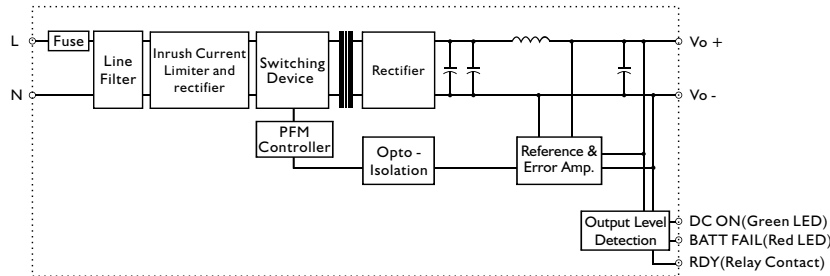 L
Fuse
N
Line
Filter
Inrush Current
Limiter and
rectifier
Switching
Device
Rectifier
Vo +
Vo -
PFM
Controller
Opto -
Isolation
Reference &
Error Amp.
Output Level
Detection
DC ON(Green LED)
BATT FAIL(Red LED)
RDY(Relay Contact)